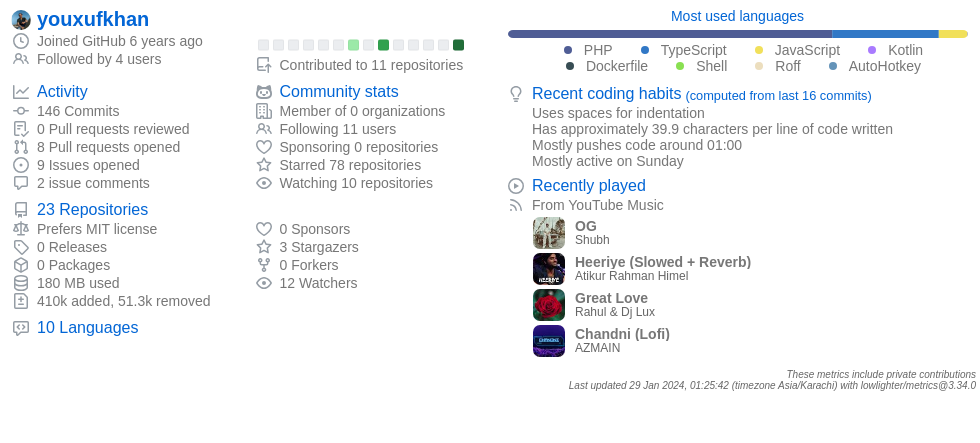 youxufkhan
Joined GitHub 6 years ago
Followed by 4 users
Contributed to 11 repositories
Activity
146 Commits
0 Pull requests reviewed
8 Pull requests opened
9 Issues opened
2 issue comments
Community stats
Member of 0 organizations
Following 11 users
Sponsoring 0 repositories
Starred 78 repositories
Watching 10 repositories
23 Repositories
Prefers MIT license
0 Releases
0 Packages
180 MB used
410k added, 51.3k removed
0 Sponsors
3 Stargazers
0 Forkers
12 Watchers
10 Languages
Most used languages
PHP TypeScript JavaScript Kotlin
Dockerfile Shell Roff AutoHotkey
Recent coding habits (computed from last 16 commits)
Uses spaces for indentation
Has approximately 39.9 characters per line of code written
Mostly pushes code around 01:00
Mostly active on Sunday
Recently played
From YouTube Music
OG
Shubh
Heeriye (Slowed + Reverb)
Atikur Rahman Himel
HEERIYE
Great Love
Rahul & Dj Lux
Chandni (Lofi)
AZMAIN
These metrics include private contributions
Last updated 29 Jan 2024, 01:25:42 (timezone Asia/Karachi) with lowlighter/metrics@3.34.0